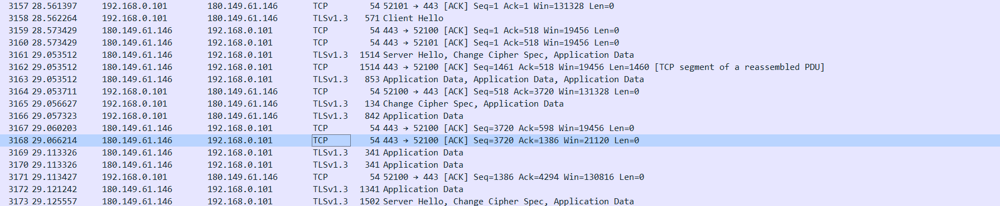 3157 28.561397 192.168.0.101 180.149.61.146 TCP 54 52101 → 443 [ACK] Seq=1 Ack=1 Win=131328 Len=0
3158 28.562264 192.168.0.101 180.149.61.146 TLSv1.3 571 Client Hello
3159 28.573429 180.149.61.146 192.168.0.101 TCP 54 443 → 52100 [ACK] Seq=1 Ack=518 Win=19456 Len=0
3160 28.573429 180.149.61.146 192.168.0.101 TCP 54 443 → 52101 [ACK] Seq=1 Ack=518 Win=19456 Len=0
3161 29.053512 180.149.61.146 192.168.0.101 TLSv1.3 1514 Server Hello, Change Cipher Spec, Application Data
3162 29.053512 180.149.61.146 192.168.0.101 TCP 1514 443 → 52100 [ACK] Seq=1461 Ack=518 Win=19456 Len=1460 [TCP segment of a reassembled PDU]
3163 29.053512 180.149.61.146 192.168.0.101 TLSv1.3 853 Application Data, Application Data, Application Data
3164 29.053711 192.168.0.101 180.149.61.146 TCP 54 52100 → 443 [ACK] Seq=518 Ack=3720 Win=131328 Len=0
3165 29.056627 192.168.0.101 180.149.61.146 TLSv1.3 134 Change Cipher Spec, Application Data
3166 29.057323 192.168.0.101 180.149.61.146 TLSv1.3 842 Application Data
3167 29.060203 180.149.61.146 192.168.0.101 TCP 54 443 → 52100 [ACK] Seq=3720 Ack=598 Win=19456 Len=0
3168 29.066214 180.149.61.146 192.168.0.101 TCP 54 443 → 52100 [ACK] Seq=3720 Ack=1386 Win=21120 Len=0
3169 29.113326 180.149.61.146 192.168.0.101 TLSv1.3 341 Application Data
3170 29.113326 180.149.61.146 192.168.0.101 TLSv1.3 341 Application Data
3171 29.113427 192.168.0.101 180.149.61.146 TCP 54 52100 → 443 [ACK] Seq=1386 Ack=4294 Win=130816 Len=0
3172 29.121242 180.149.61.146 192.168.0.101 TLSv1.3 1341 Application Data
3173 29.125557 180.149.61.146 192.168.0.101 TLSv1.3 1502 Server Hello, Change Cipher Spec, Application Data